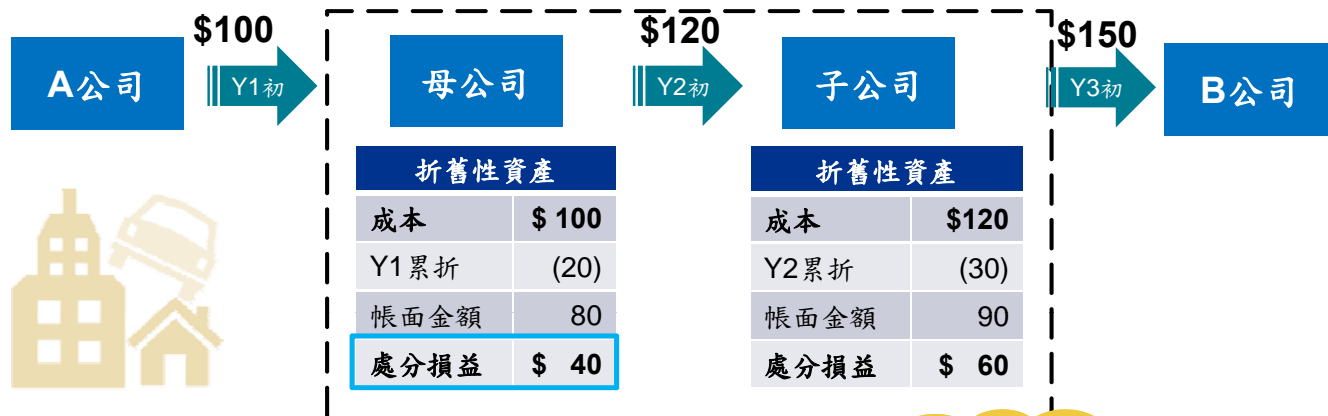 $100
$120
$150
A公司
Y1初
母公司
Y2初
子公司
Y3初
B公司
折舊性資產
成本 $ 100
Y1累折 (20)
帳面金額 80
處分損益 $ 40
折舊性資產
成本 $120
Y2累折 (30)
帳面金額 90
處分損益 $ 60